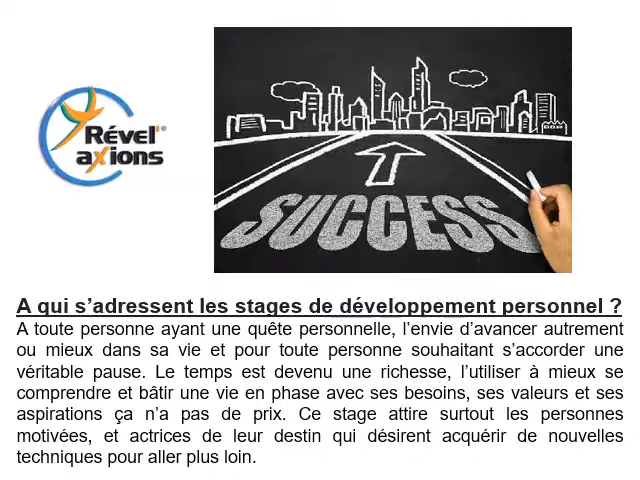 Rével'®
axions
SUCCESS
A qui s’adressent les stages de développement personnel ?
A toute personne ayant une quête personnelle, l’envie d’avancer autrement
ou mieux dans sa vie et pour toute personne souhaitant s’accorder une
véritable pause. Le temps est devenu une richesse, l’utiliser à mieux se
comprendre et bâtir une vie en phase avec ses besoins, ses valeurs et ses
aspirations ça n’a pas de prix. Ce stage attire surtout les personnes
motivées, et actrices de leur destin qui désirent acquérir de nouvelles
techniques pour aller plus loin.